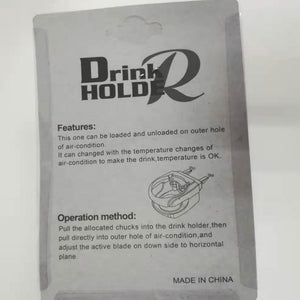 Drink
HOLDER
Features:
This one can be loaded and unloaded on outer hole
of air-condition.
It can changed with the temperature changes of
air-condition to make the drink,temperature is OK.
Operation method:
Pull the allocated chucks into the drink holder,then
pull directly into outer hole of air-condition,and
adjust the active blade on down side to horizontal
plane.
MADE IN CHINA